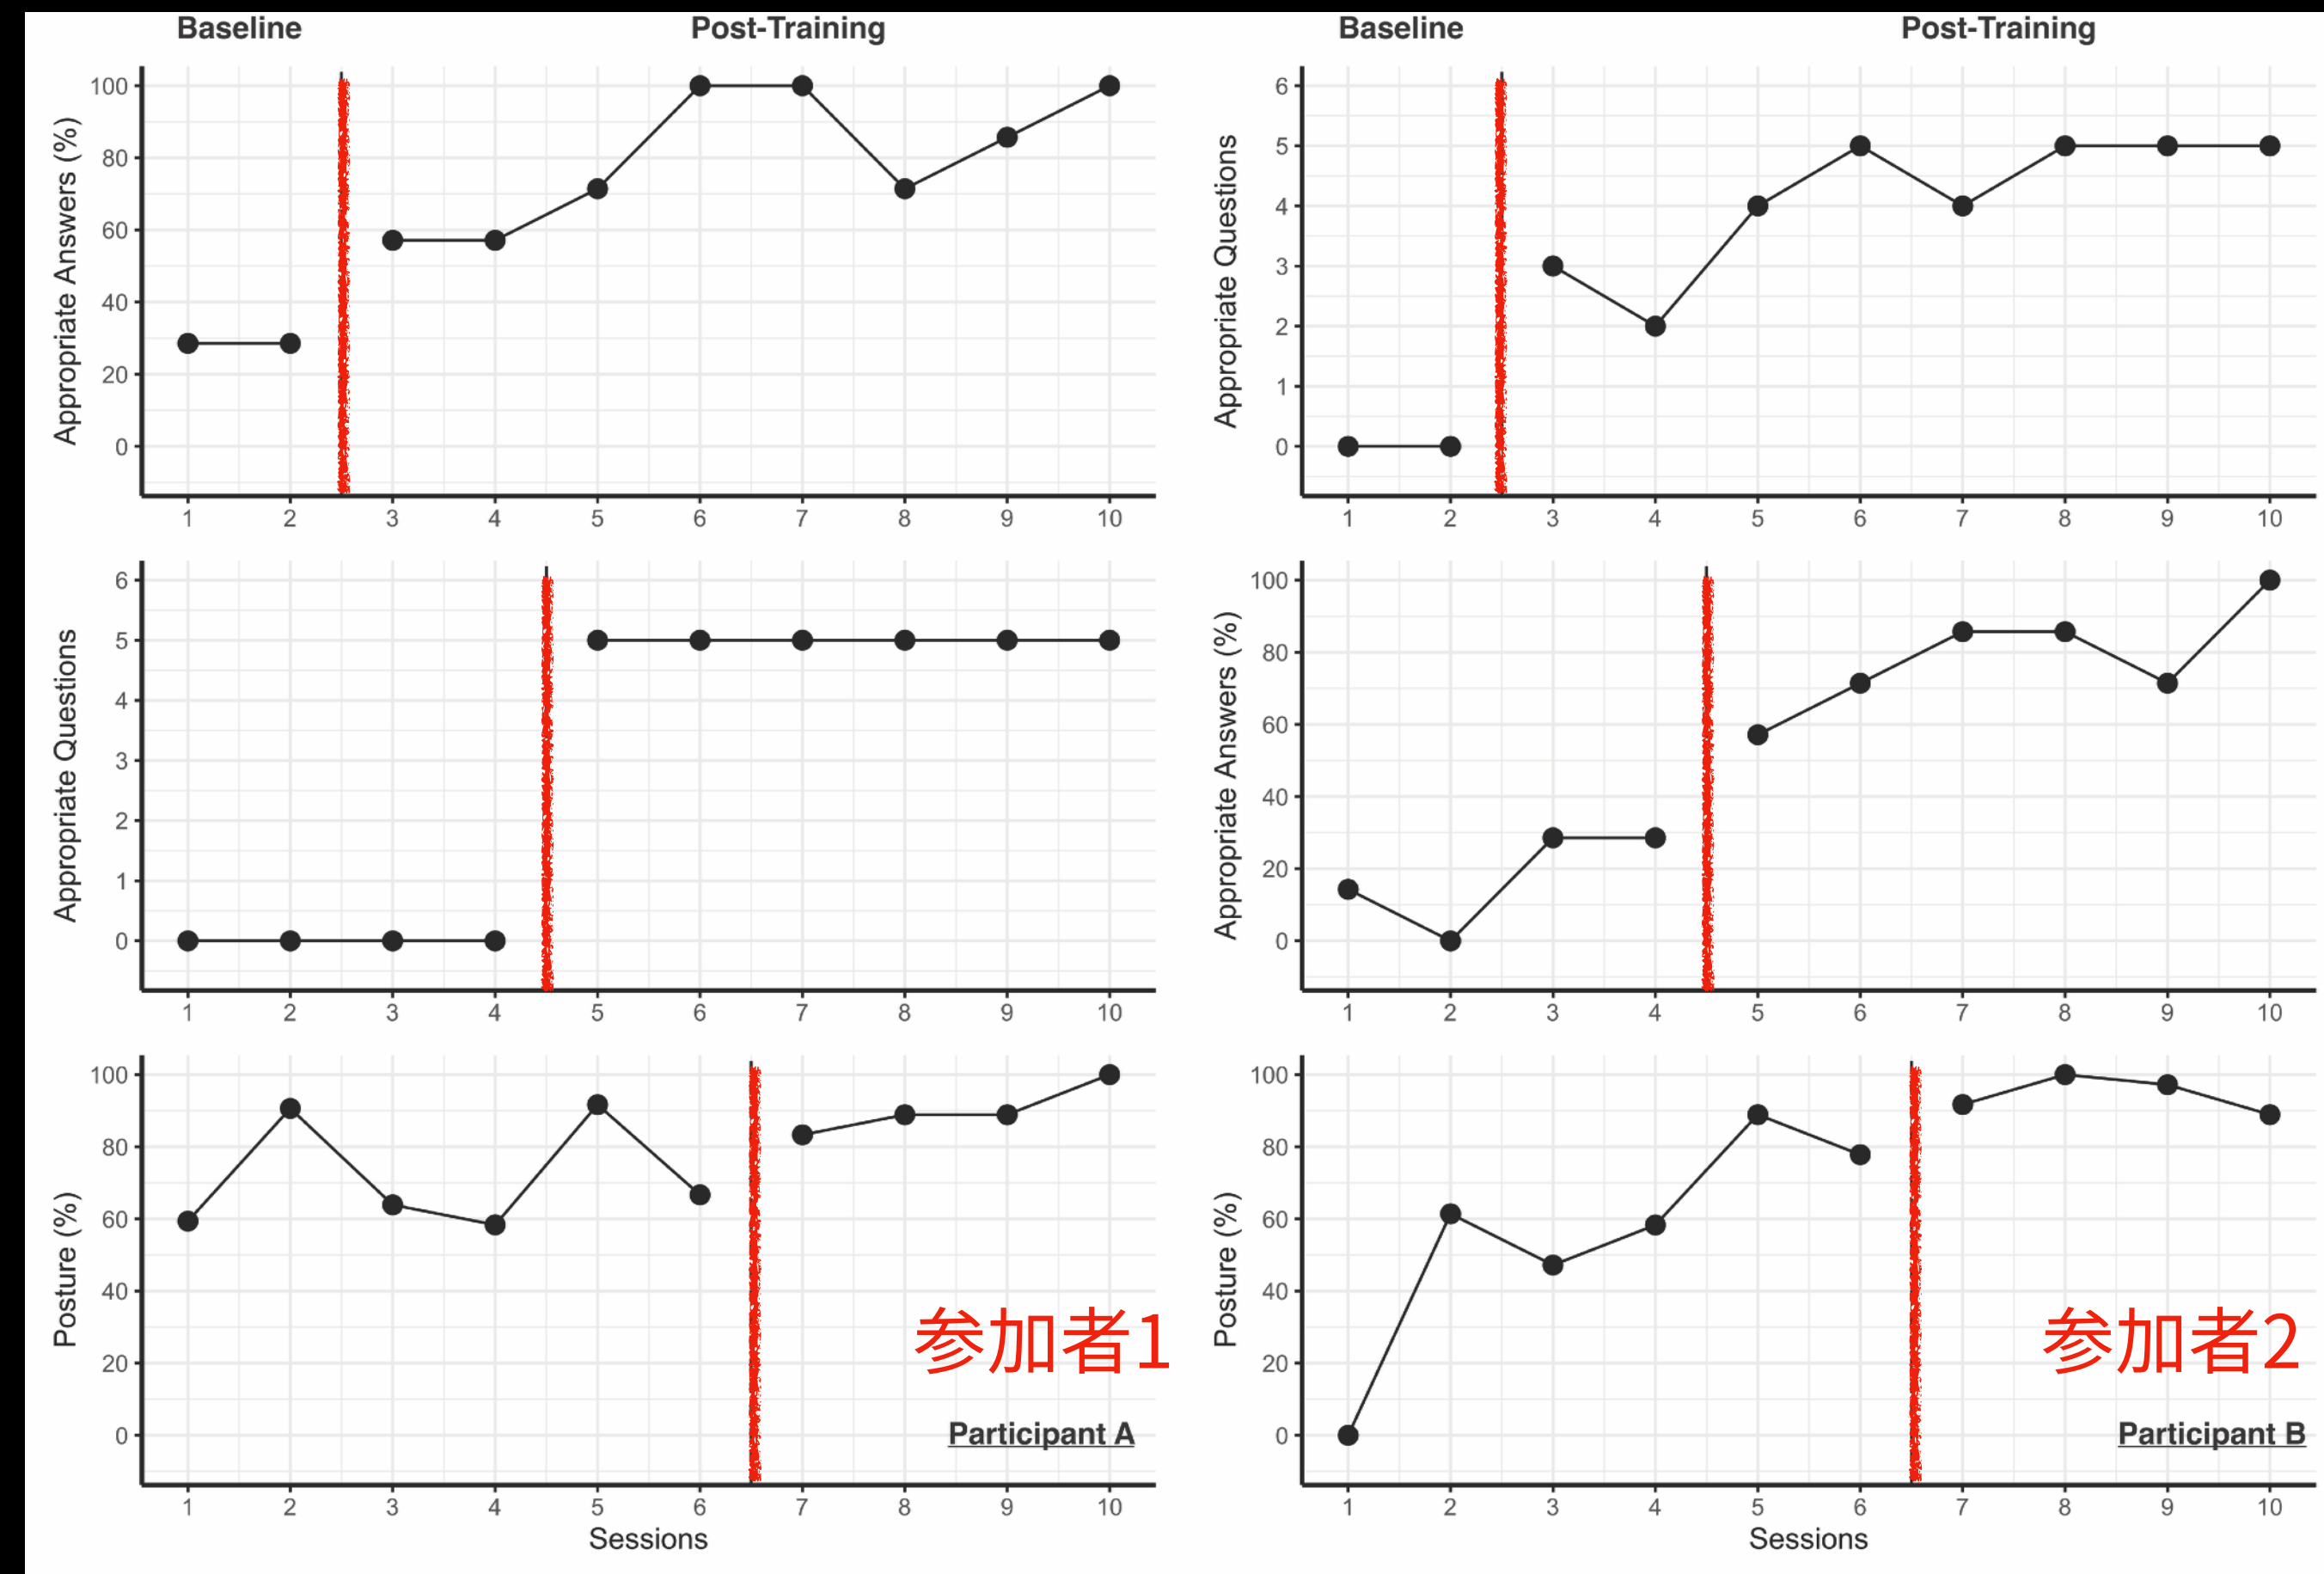 Baseline
Post-Training
Appropriate Answers (%)
100
80
60
40
20
0
1 2 3 4 5 6 7 8 9 10
Appropriate Questions
6
5
4
3
2
1
0
1 2 3 4 5 6 7 8 9 10
Posture (%)
100
80
60
40
20
0
参加者1
Participant A
1 2 3 4 5 6 7 8 9 10
Sessions
Baseline
Post-Training
Appropriate Questions
6
5
4
3
2
1
0
1 2 3 4 5 6 7 8 9 10
Appropriate Answers (%)
100
80
60
40
20
0
1 2 3 4 5 6 7 8 9 10
Posture (%)
100
80
60
40
20
0
参加者2
Participant B
1 2 3 4 5 6 7 8 9 10
Sessions